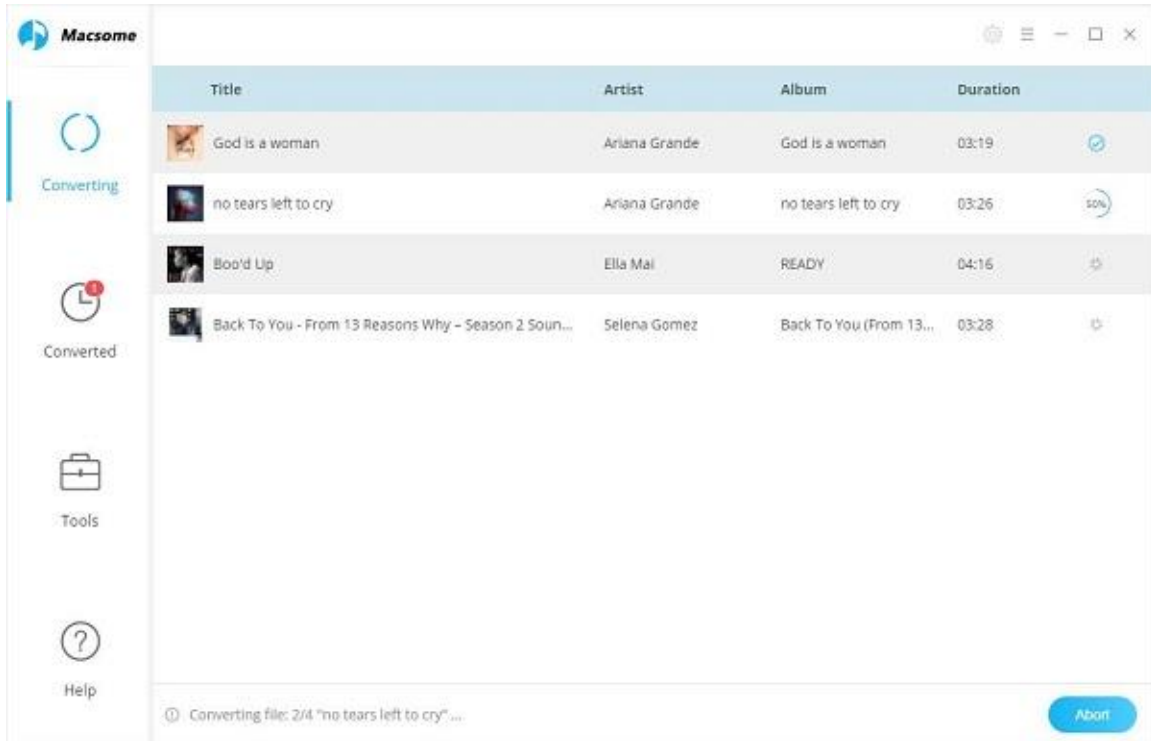 Macsome
Title Artist Album Duration
God is a woman Ariana Grande God is a woman 03:19
Converting
no tears left to cry Ariana Grande no tears left to cry 03:26 50%
Boo'd Up Ella Mai READY 04:16
1
Back To You - From 13 Reasons Why – Season 2 Soun... Selena Gomez Back To You (From 13... 03:28
Converted
Tools
Help
Converting file: 2/4 "no tears left to cry" ...
Abort